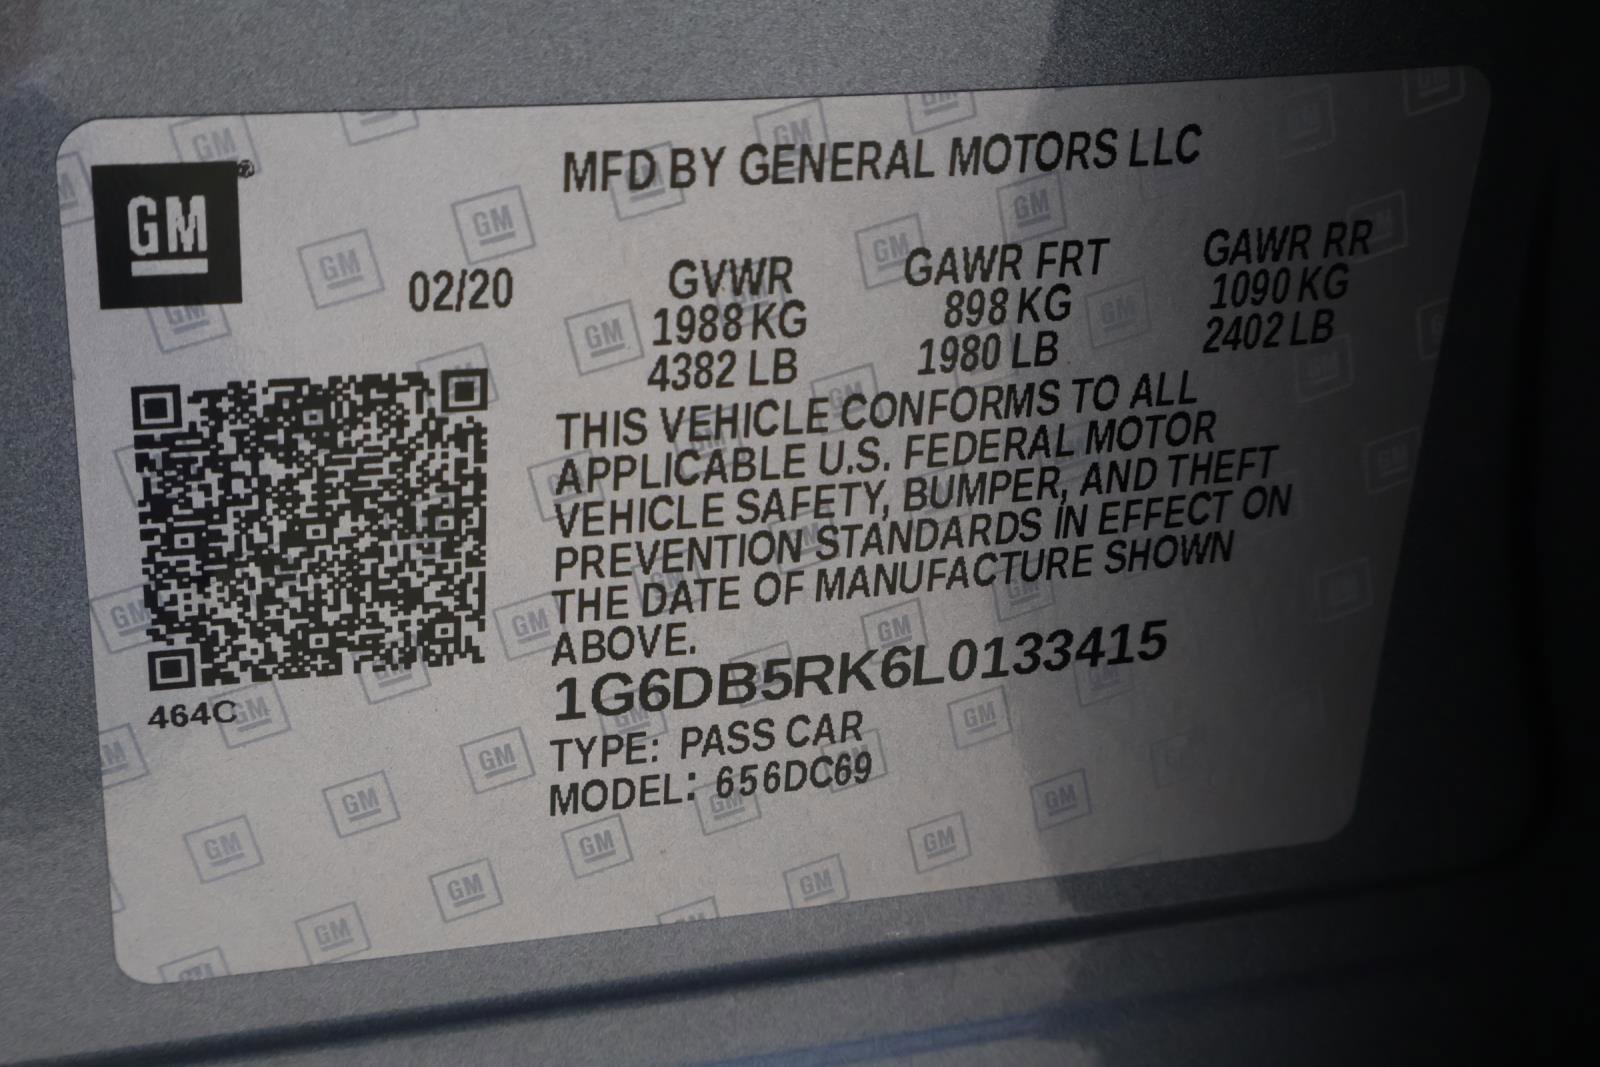 GM®
MFD BY GENERAL MOTORS LLC
02/20
GVWR
1988 KG
4382 LB
GAWR FRT
898 KG
1980 LB
GAWR RR
1090 KG
2402 LB
THIS VEHICLE CONFORMS TO ALL
APPLICABLE U.S. FEDERAL MOTOR
VEHICLE SAFETY, BUMPER, AND THEFT
PREVENTION STANDARDS IN EFFECT ON
THE DATE OF MANUFACTURE SHOWN
ABOVE.
1G6DB5RK6L0133415
TYPE: PASS CAR
MODEL: 656DC69
464C